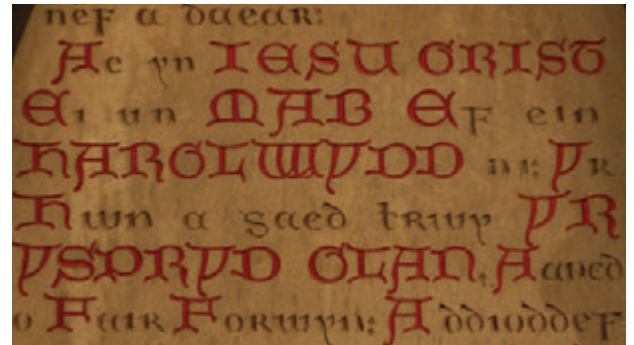 nef a daear:
Ac yn IESU GRIST
Ei un MAB EF ein
HARGLWYDD ni: YR
Hwn a gaed trwy YR
YSPRYD GLAN, A aned
o Fair Forwyn: A ddioddef